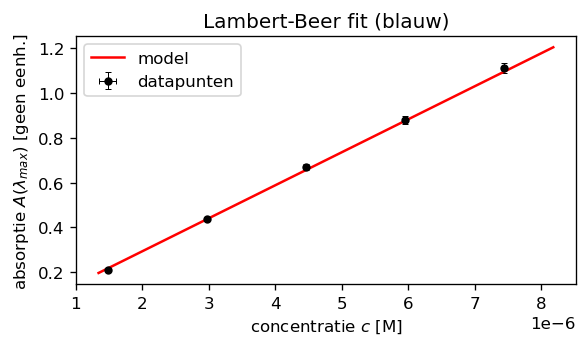 Lambert-Beer fit (blauw)
model
datapunten
absorptie A(λmax) [geen eenh.]
1.2
1.0
0.8
0.6
0.4
0.2
1 2 3 4 5 6 7 8
1e−6
concentratie c [M]